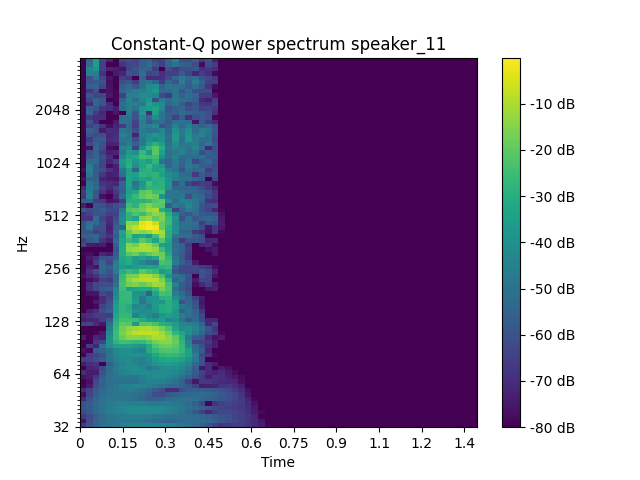 Constant-Q power spectrum speaker_11
Hz
2048
1024
512
256
128
64
32
0 0.15 0.3 0.45 0.6 0.75 0.9 1.1 1.2 1.4
Time
-10 dB
-20 dB
-30 dB
-40 dB
-50 dB
-60 dB
-70 dB
-80 dB